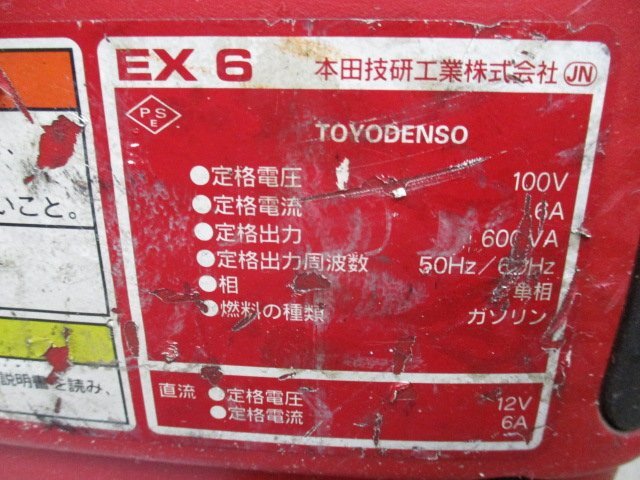 EX 6 本田技研工業株式会社 JN
PSE
TOYODENSO
●定格電圧 100V
●定格電流 6A
●定格出力 600VA
●定格出力周波数 50Hz/60Hz
●相 単相
●燃料の種類 ガソリン
直流 ●定格電圧 12V
●定格電流 6A
いこと。
説明書を読み、